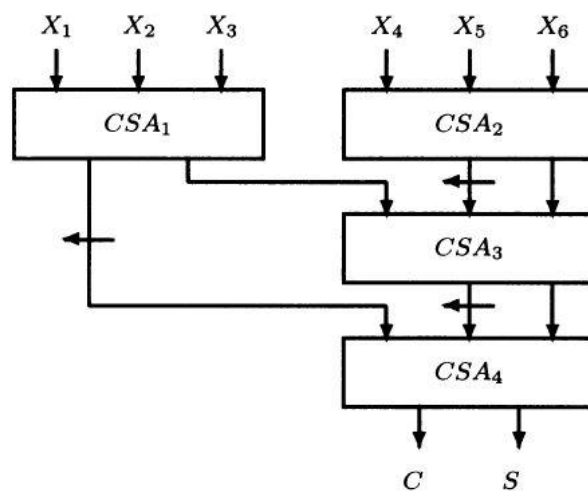 X₁ X₂ X₃ X₄ X₅ X₆
CSA₁ CSA₂
CSA₃
CSA₄
C S